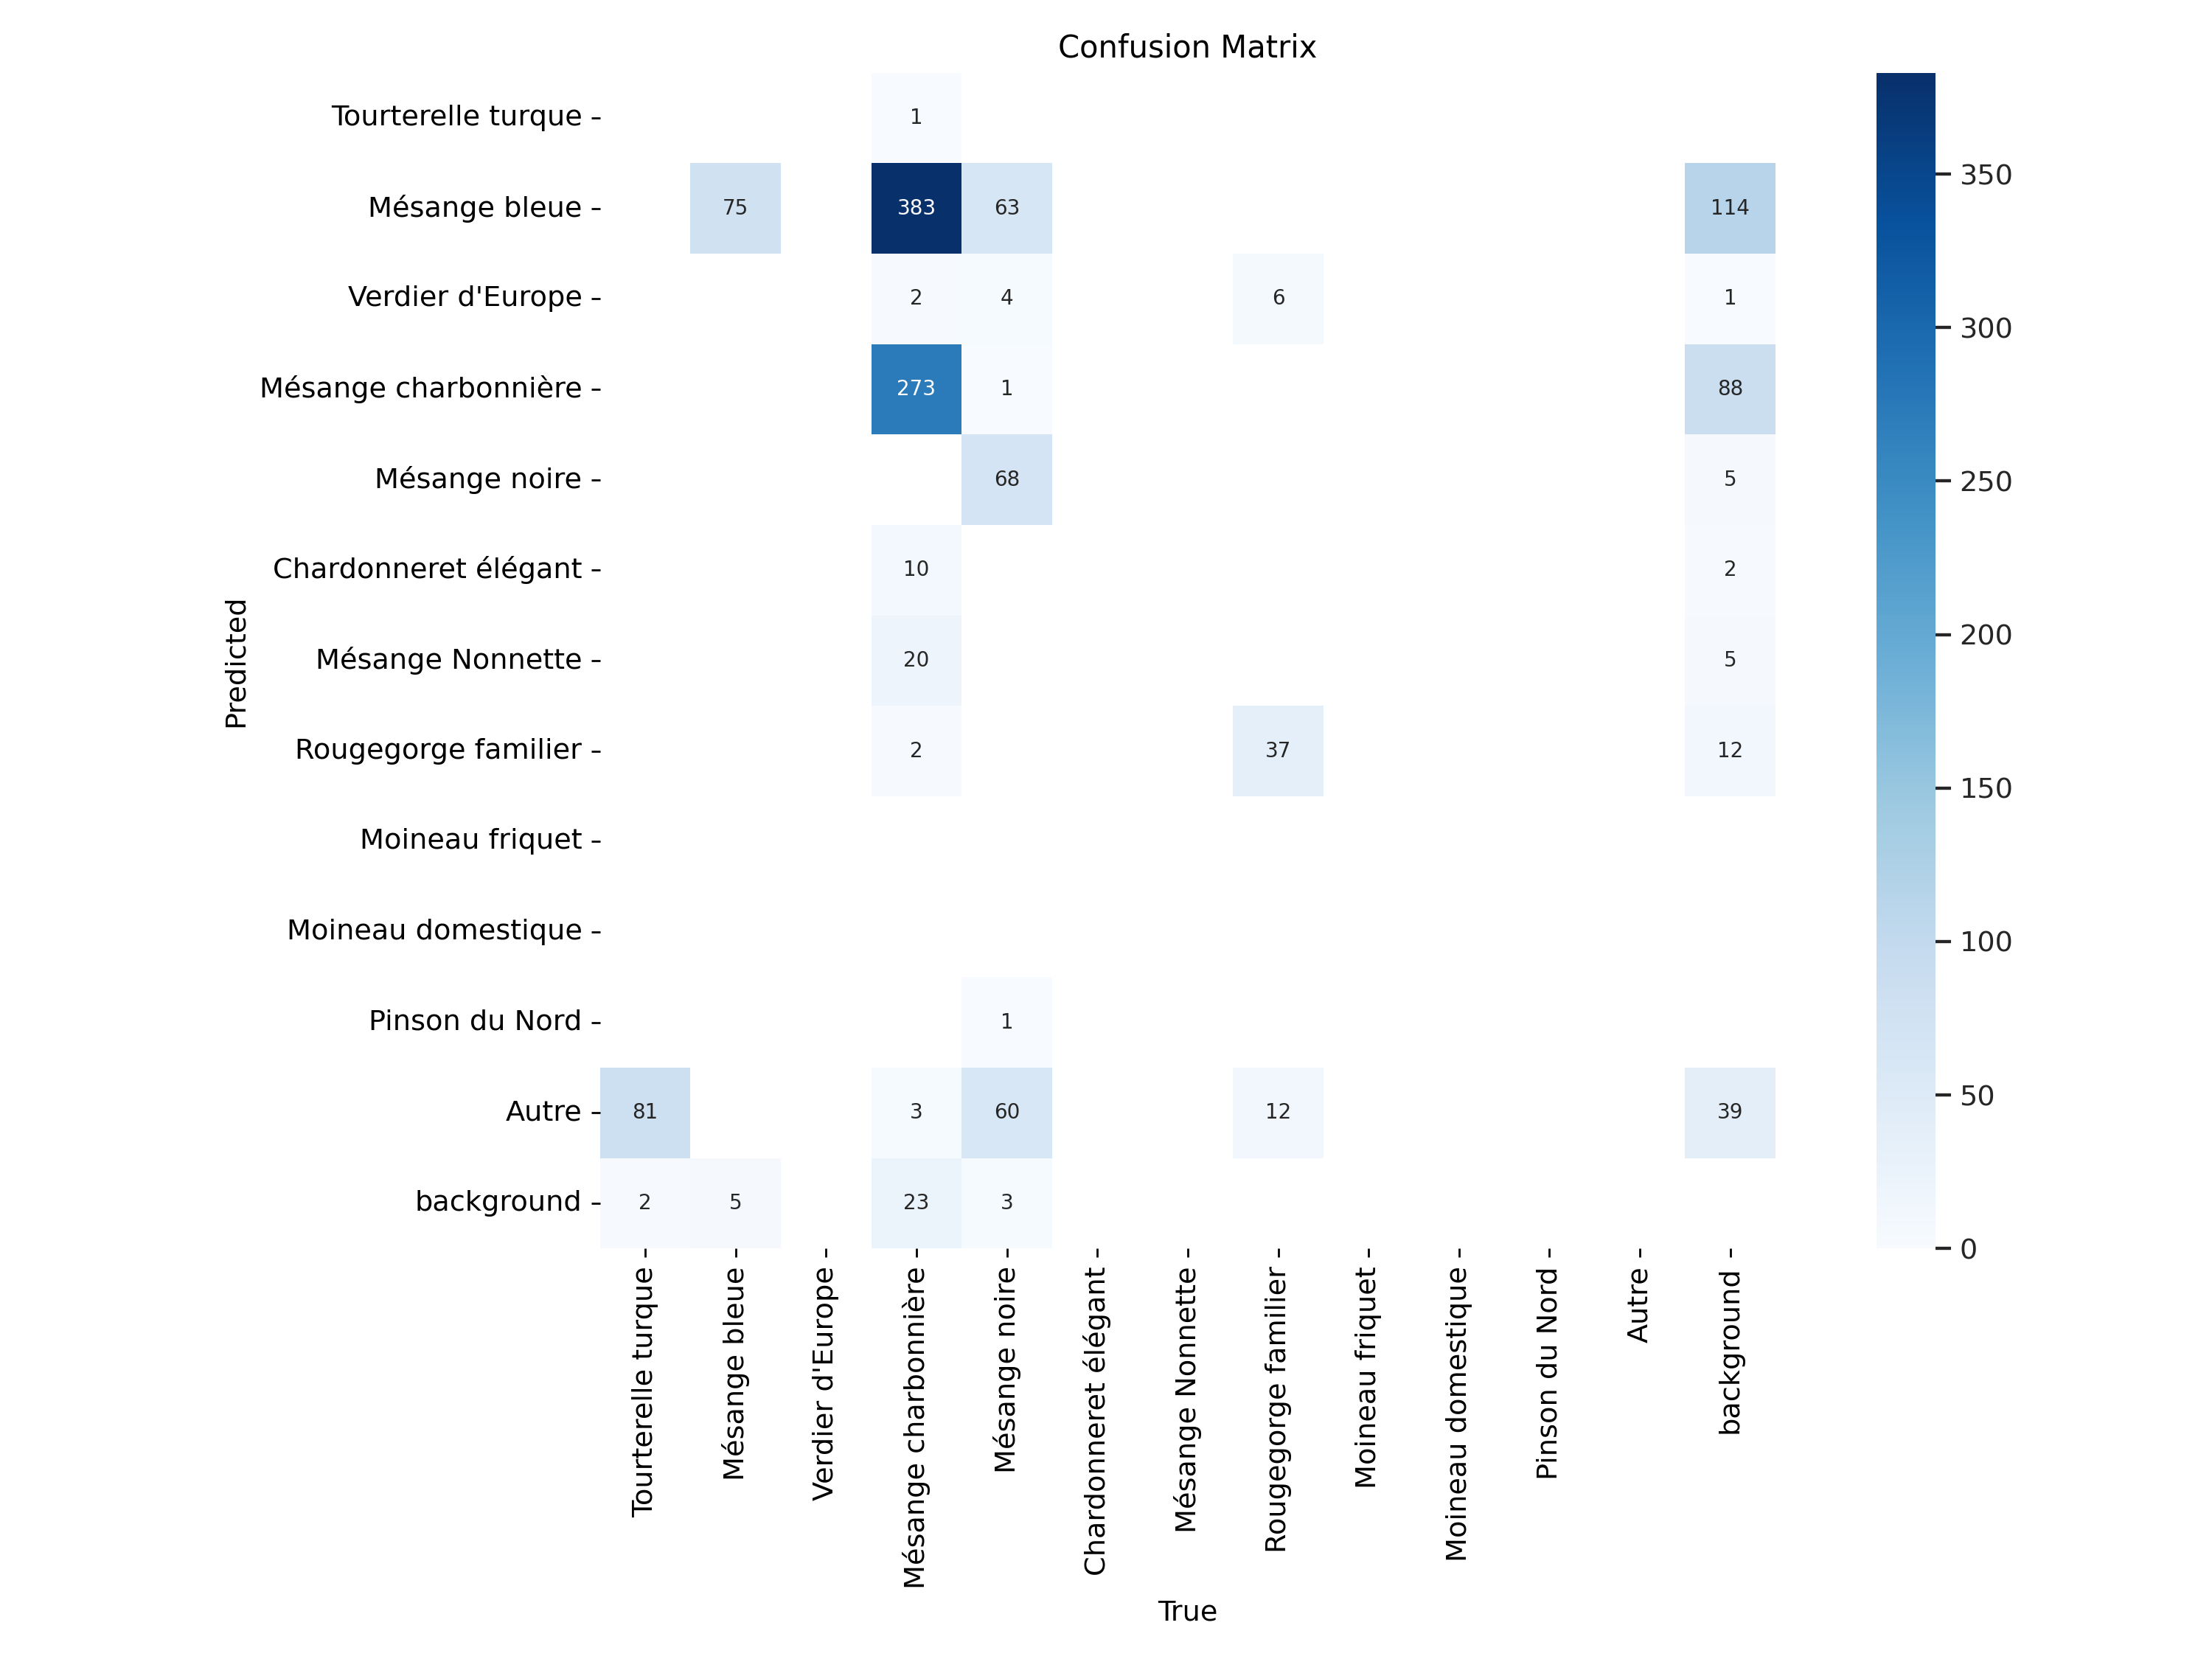 Confusion Matrix
Tourterelle turque
1
Mésange bleue
75 383 63 114
350
Verdier d'Europe
2 4 6 1
300
Mésange charbonnière
273 1 88
250
Mésange noire
68 5
Chardonneret élégant
10 2
200
Predicted
Mésange Nonnette
20 5
Rougegorge familier
2 37 12
150
Moineau friquet
Moineau domestique
100
Pinson du Nord
1
Autre
81 3 60 12 39
50
background
2 5 23 3
0
Tourterelle turque
Mésange bleue
Verdier d'Europe
Mésange charbonnière
Mésange noire
Chardonneret élégant
Mésange Nonnette
Rougegorge familier
Moineau friquet
Moineau domestique
Pinson du Nord
Autre
background
True